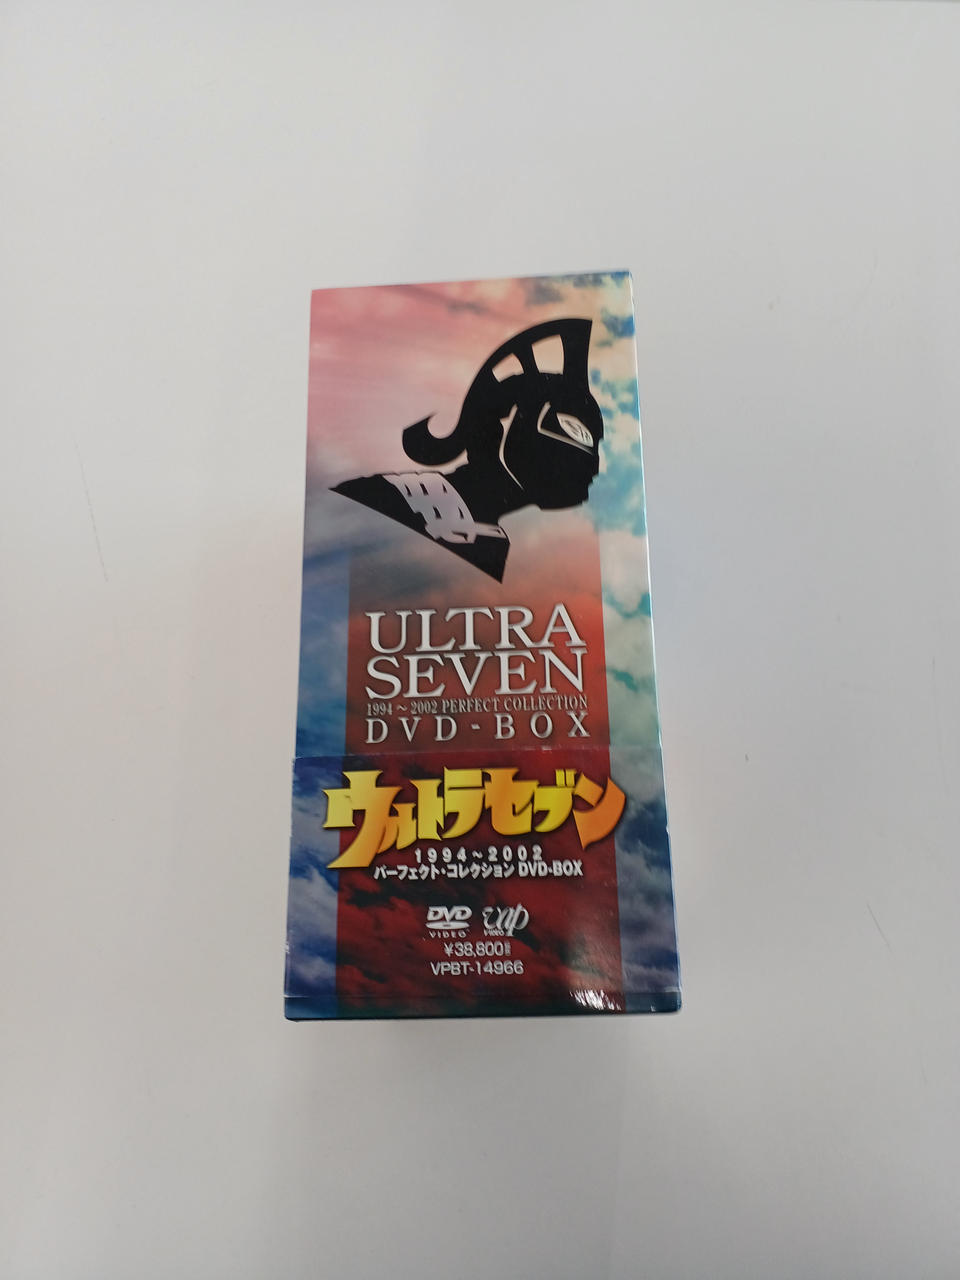 ULTRA
SEVEN
1994～2002 PERFECT COLLECTION
DVD-BOX
ウルトラセブン
1994～2002
パーフェクト・コレクション DVD-BOX
DVD VIDEO vap VIDEO
¥38,800
VPBT-14966